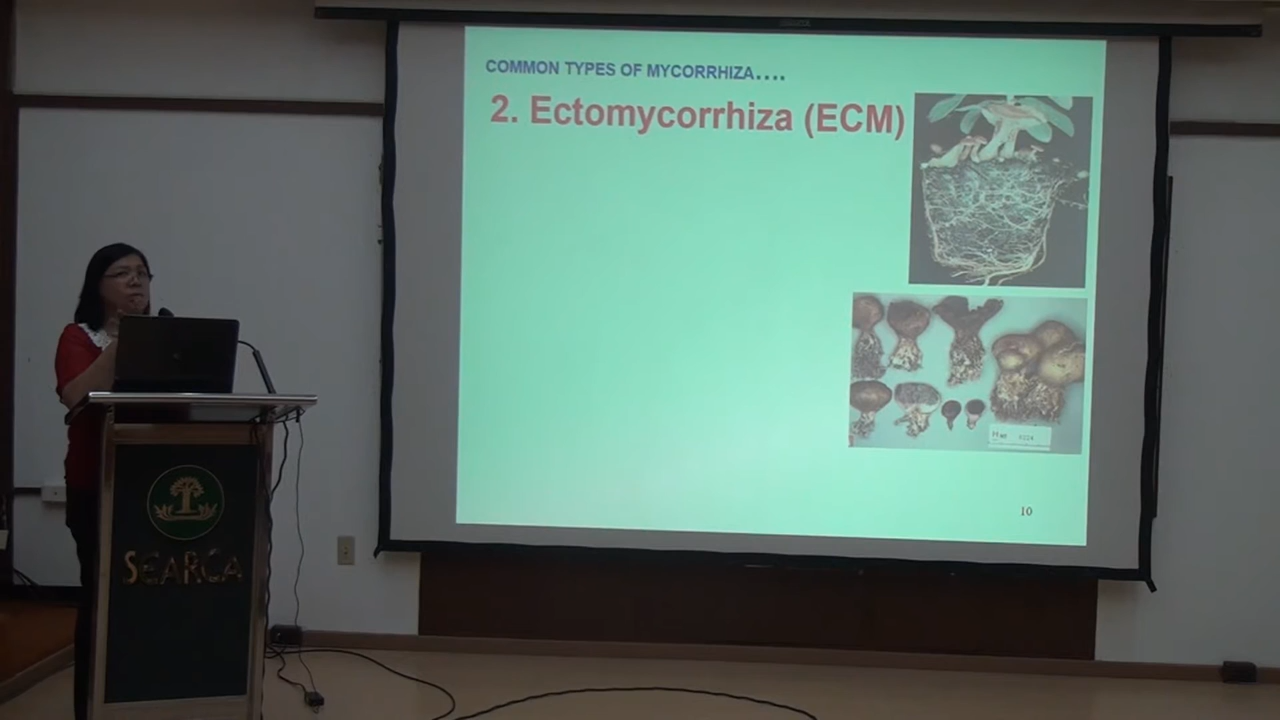 COMMON TYPES OF MYCORRHIZA....
2. Ectomycorrhiza (ECM)
10
SEARCA